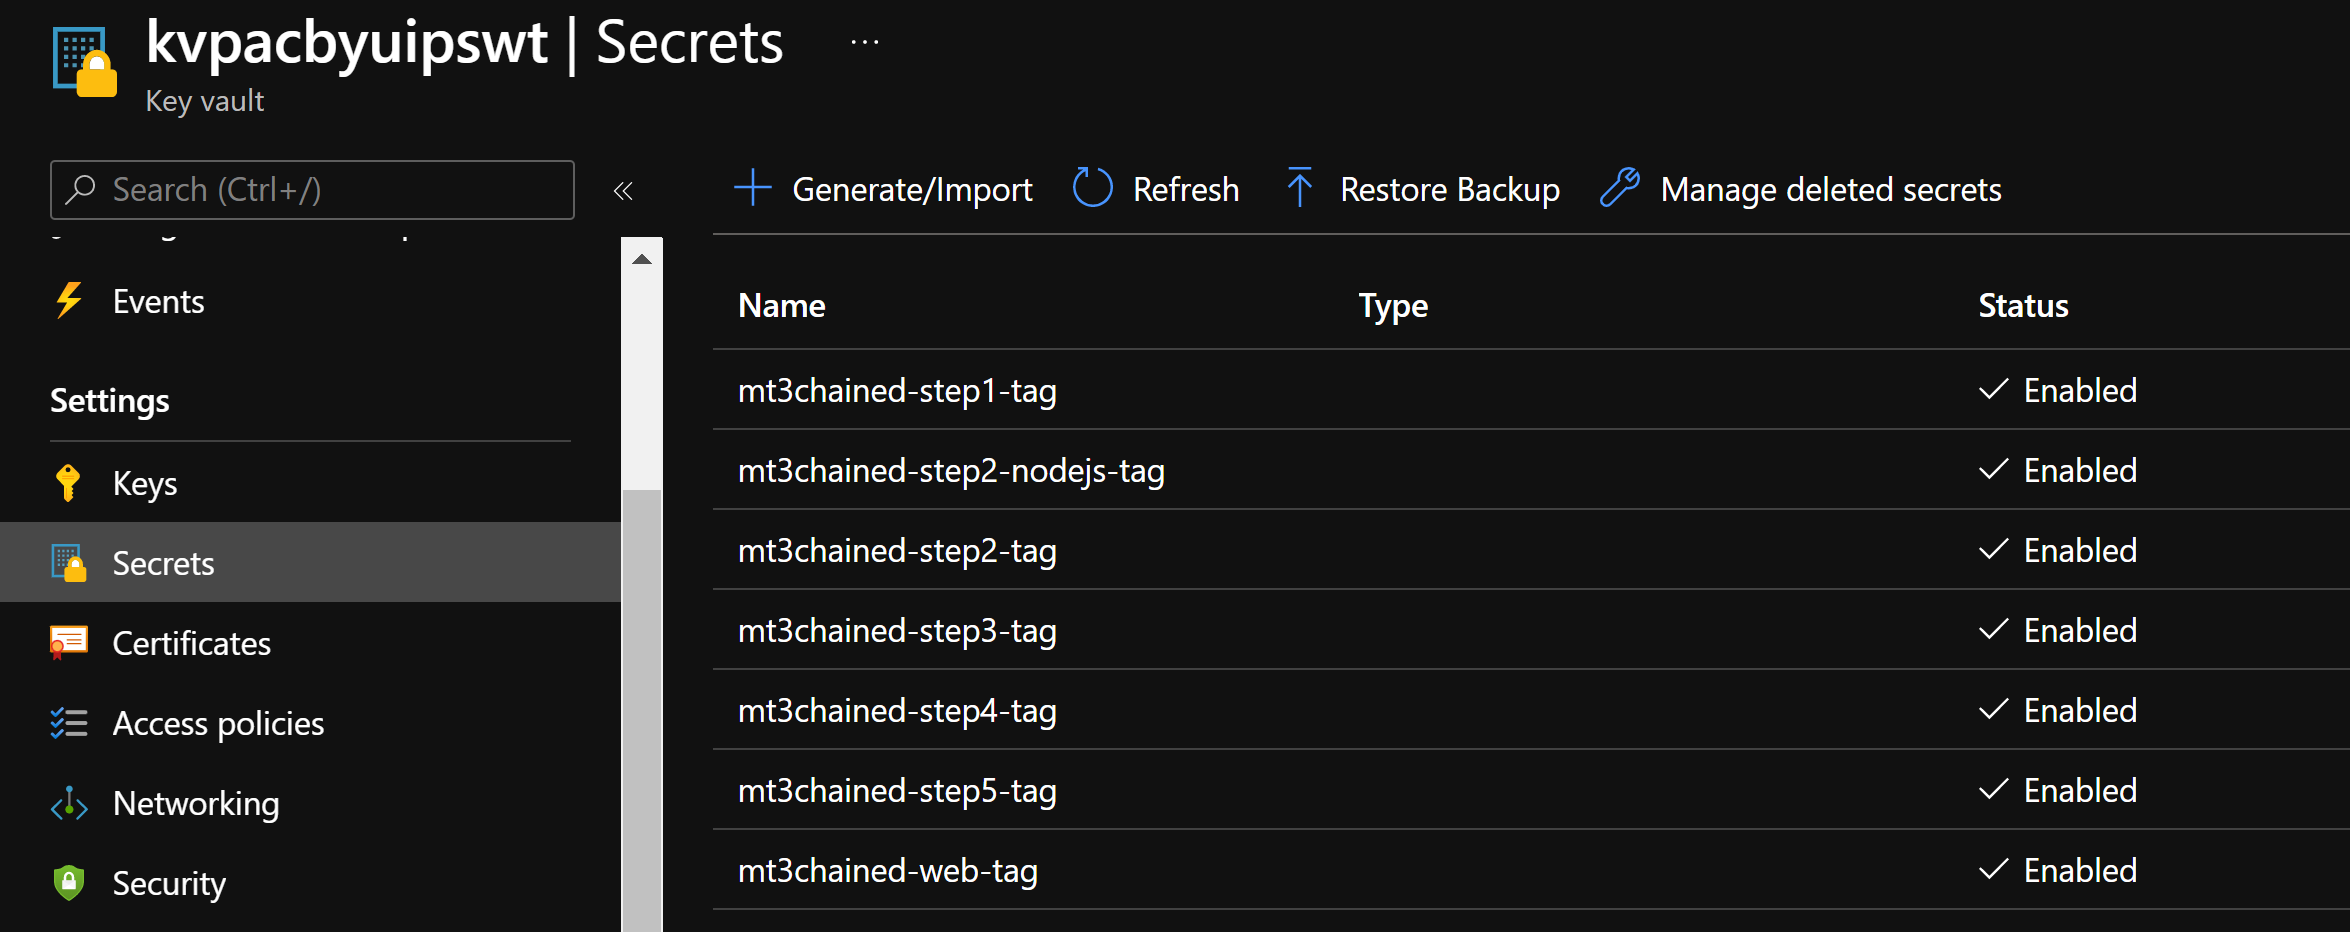 kvpacbyuipswt | Secrets ...
Key vault
Search (Ctrl+/)
«
Generate/Import Refresh Restore Backup Manage deleted secrets
Events
Settings
Keys
Secrets
Certificates
Access policies
Networking
Security
Name Type Status
mt3chained-step1-tag Enabled
mt3chained-step2-nodejs-tag Enabled
mt3chained-step2-tag Enabled
mt3chained-step3-tag Enabled
mt3chained-step4-tag Enabled
mt3chained-step5-tag Enabled
mt3chained-web-tag Enabled